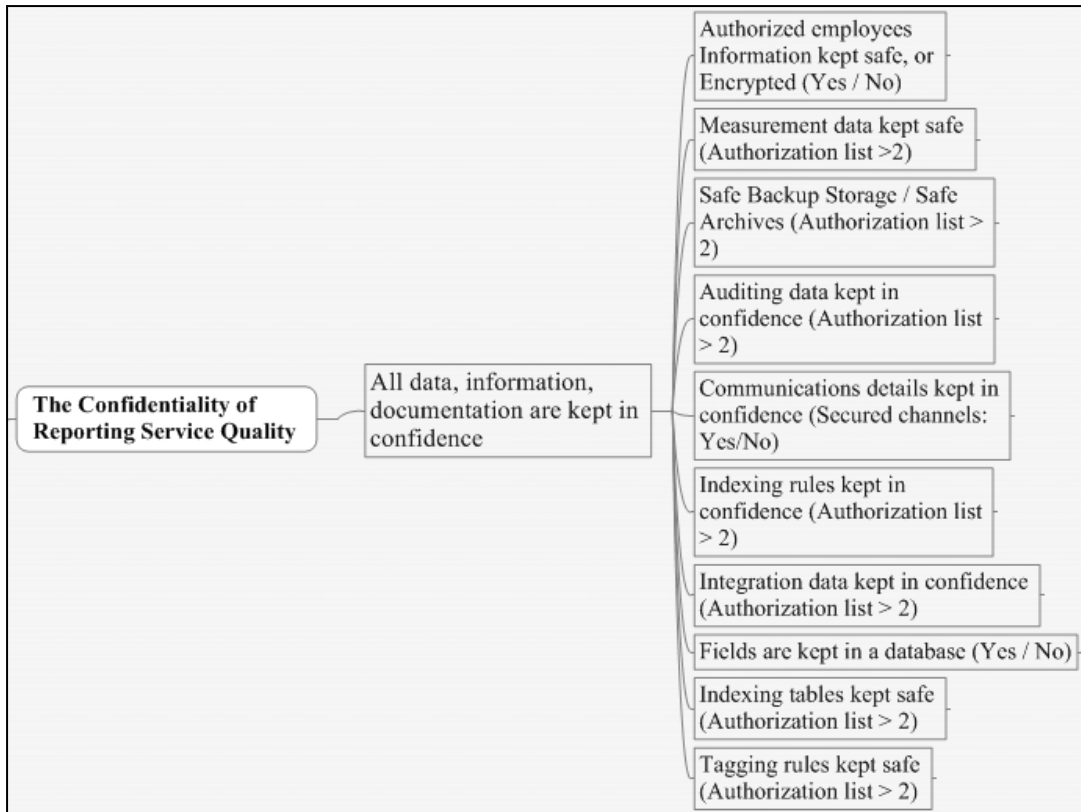 The Confidentiality of
Reporting Service Quality
All data, information,
documentation are kept in
confidence
Authorized employees
Information kept safe, or
Encrypted (Yes / No)
Measurement data kept safe
(Authorization list >2)
Safe Backup Storage / Safe
Archives (Authorization list >
2)
Auditing data kept in
confidence (Authorization list
> 2)
Communications details kept in
confidence (Secured channels:
Yes/No)
Indexing rules kept in
confidence (Authorization list
> 2)
Integration data kept in confidence
(Authorization list > 2)
Fields are kept in a database (Yes / No)
Indexing tables kept safe
(Authorization list > 2)
Tagging rules kept safe
(Authorization list > 2)